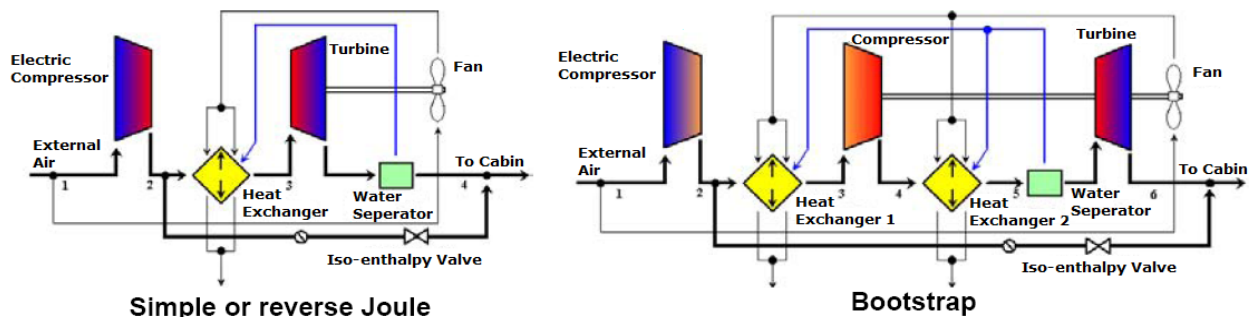 Electric
Compressor
Turbine
Fan
External
Air
1
2
3
4
To Cabin
Heat
Exchanger
Water
Seperator
Iso-enthalpy Valve
Simple or reverse Joule
Electric
Compressor
Compressor
Turbine
Fan
External
Air
1
2
3
4
5
6
To Cabin
Heat
Exchanger 1
Heat
Exchanger 2
Water
Seperator
Iso-enthalpy Valve
Bootstrap